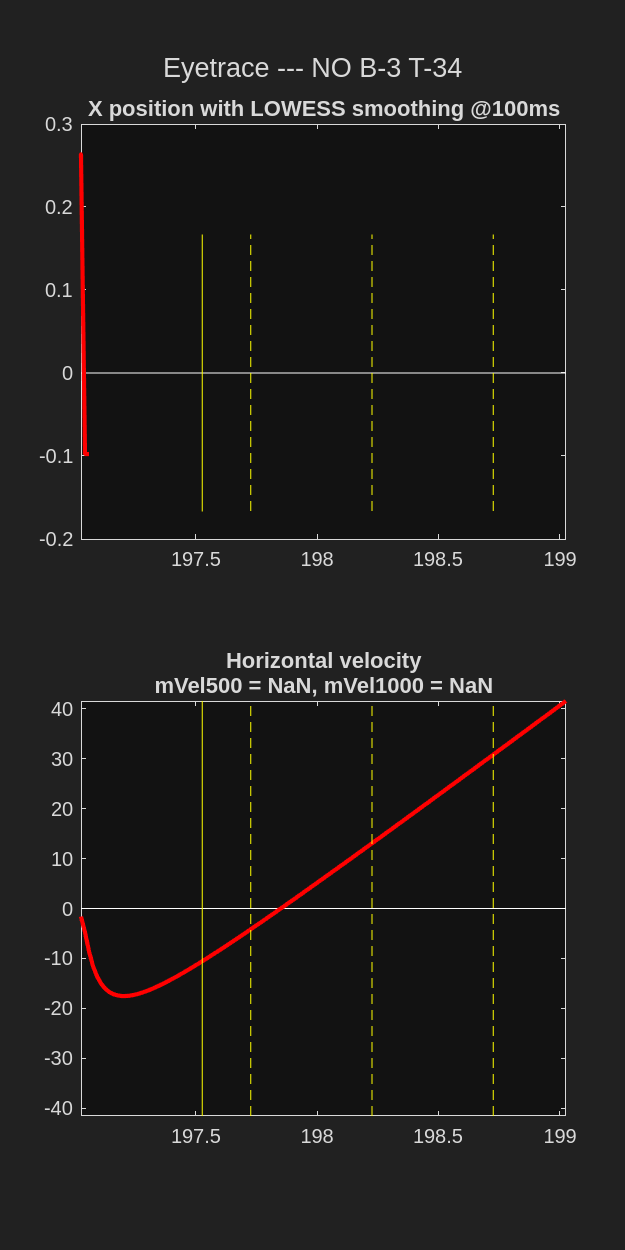 Eyetrace --- NO B-3 T-34
X position with LOWESS smoothing @100ms
0.3
0.2
0.1
0
-0.1
-0.2
197.5 198 198.5 199
Horizontal velocity
mVel500 = NaN, mVel1000 = NaN
40
30
20
10
0
-10
-20
-30
-40
197.5 198 198.5 199